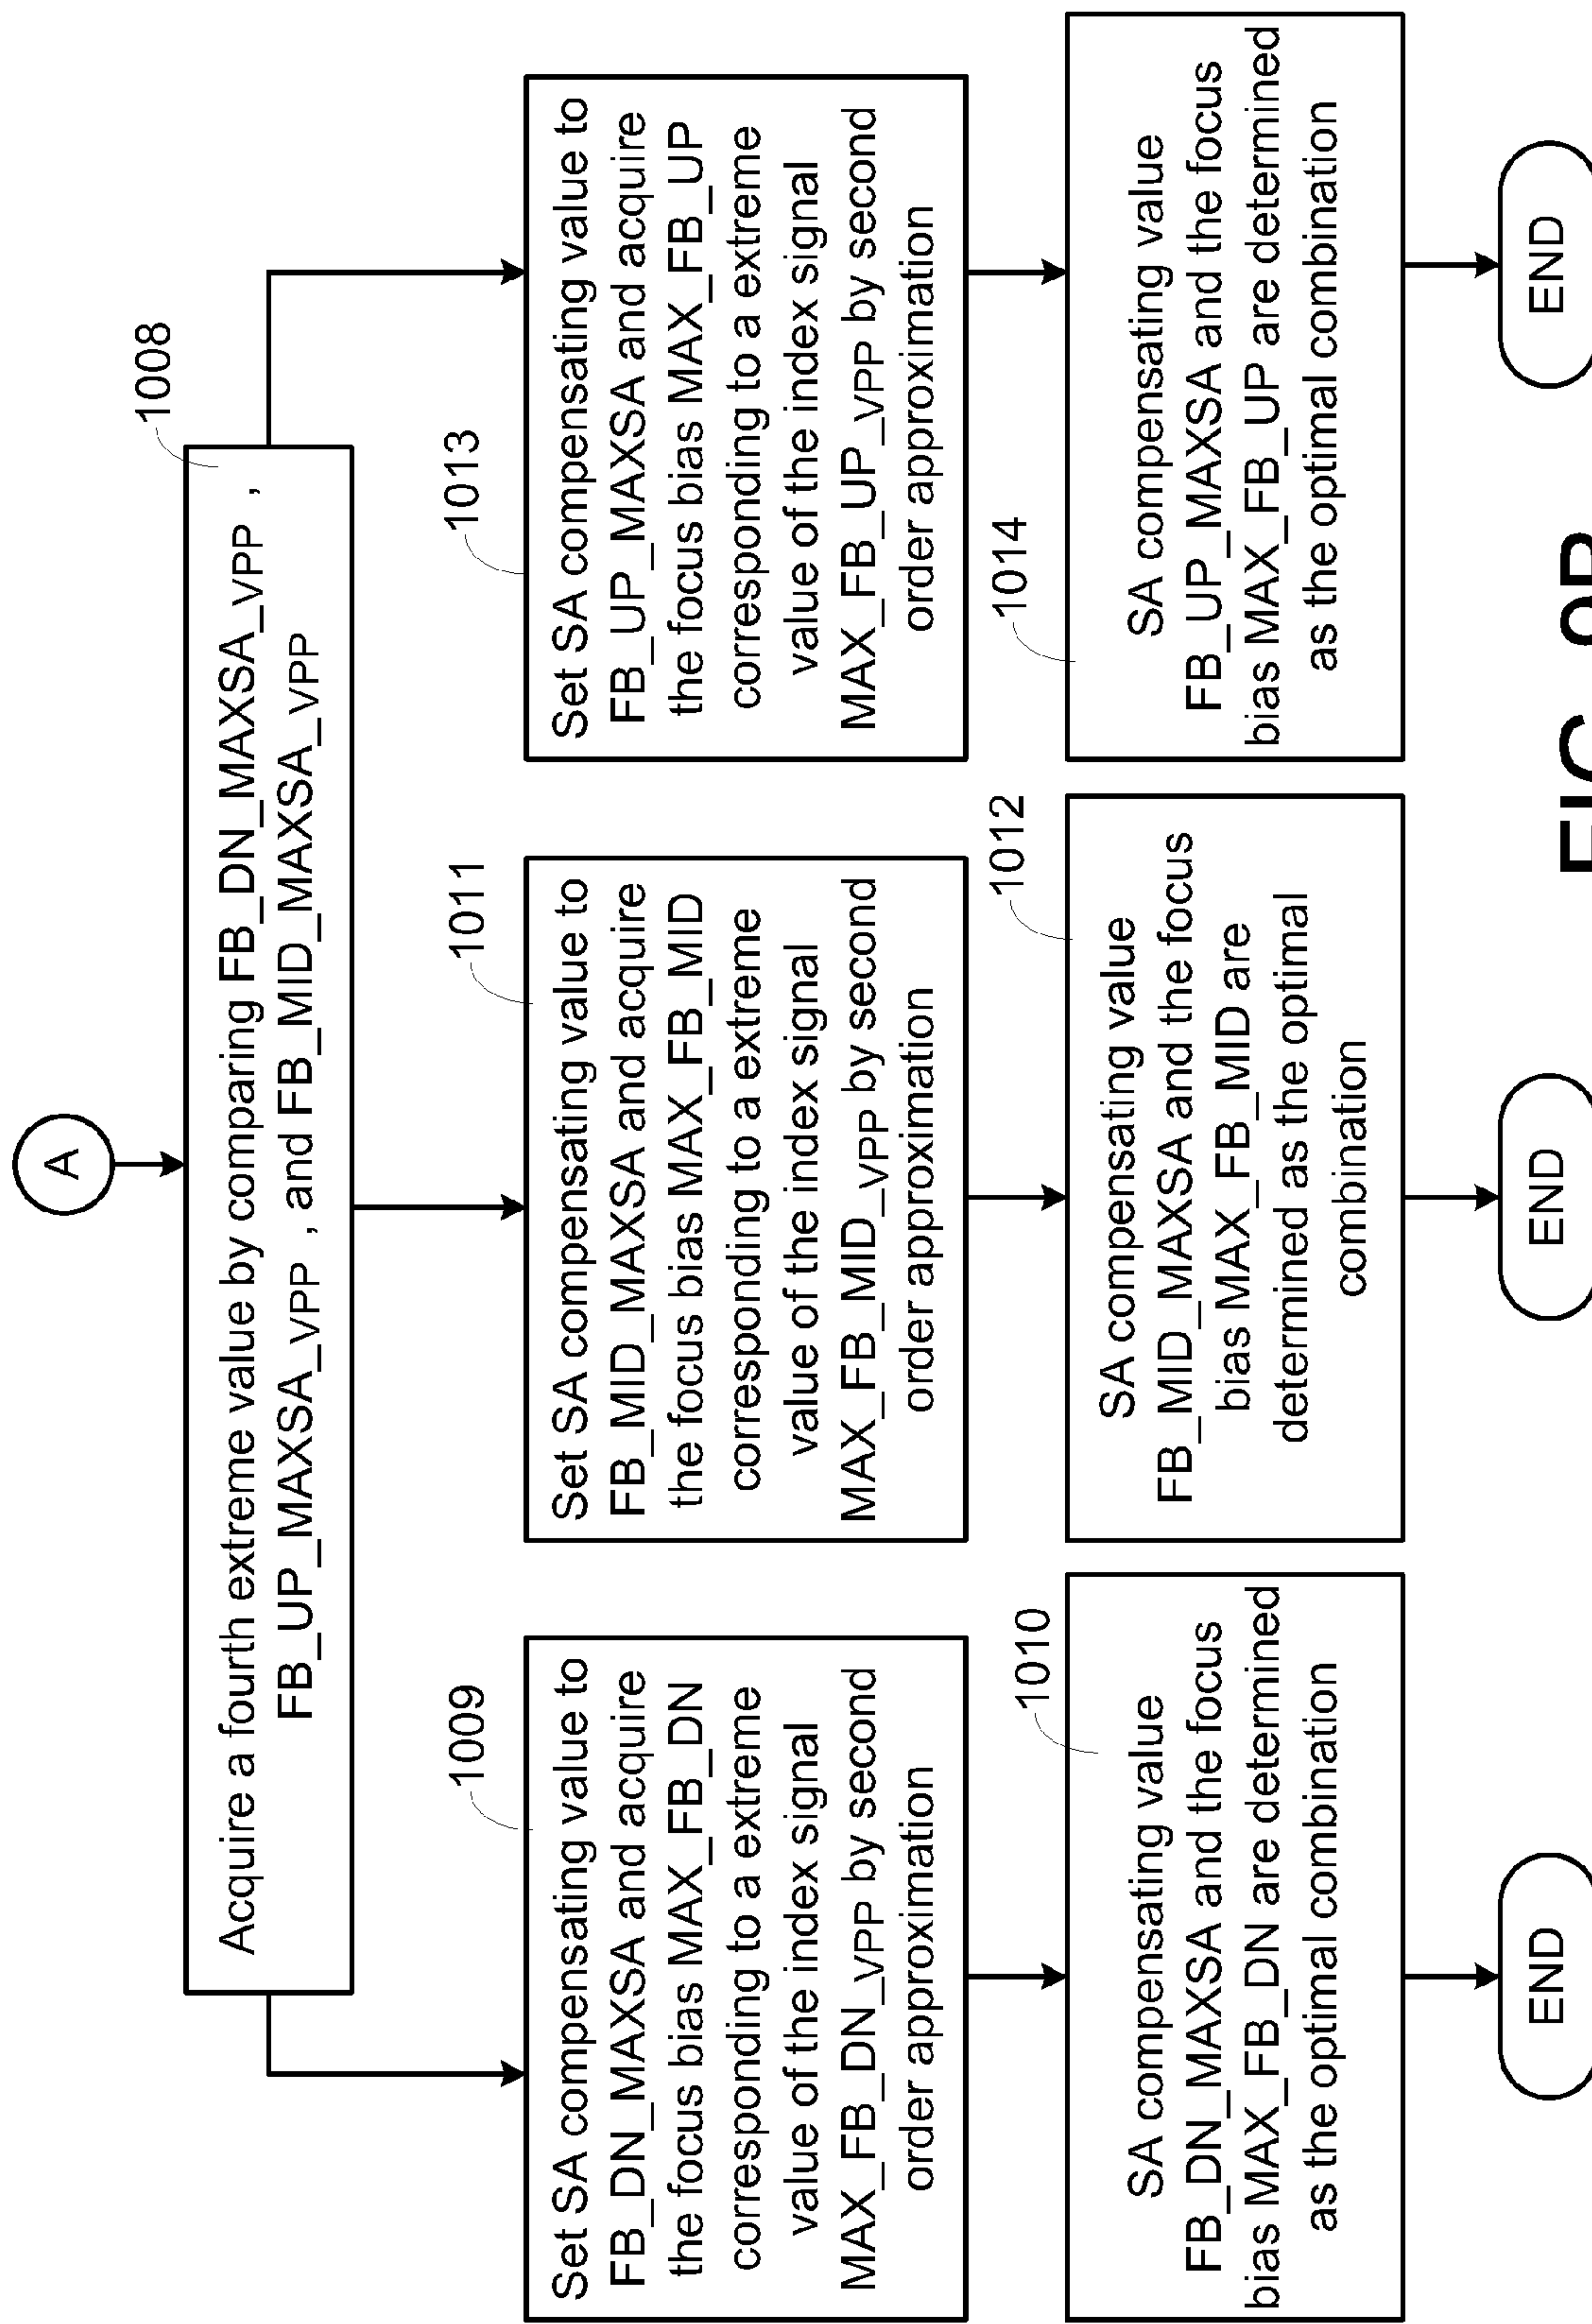 A
1008
Acquire a fourth extreme value by comparing FB_DN_MAXSA_VPP ,
FB_UP_MAXSA_VPP , and FB_MID_MAXSA_VPP
1009
Set SA compensating value to
FB_DN_MAXSA and acquire
the focus bias MAX_FB_DN
corresponding to a extreme
value of the index signal
MAX_FB_DN_VPP by second
order approximation
1011
Set SA compensating value to
FB_MID_MAXSA and acquire
the focus bias MAX_FB_MID
corresponding to a extreme
value of the index signal
MAX_FB_MID_VPP by second
order approximation
1013
Set SA compensating value to
FB_UP_MAXSA and acquire
the focus bias MAX_FB_UP
corresponding to a extreme
value of the index signal
MAX_FB_UP_VPP by second
order approximation
1010
SA compensating value
FB_DN_MAXSA and the focus
bias MAX_FB_DN are determined
as the optimal combination
1012
SA compensating value
FB_MID_MAXSA and the focus
bias MAX_FB_MID are
determined as the optimal
combination
1014
SA compensating value
FB_UP_MAXSA and the focus
bias MAX_FB_UP are determined
as the optimal combination
END
END
END
FIG